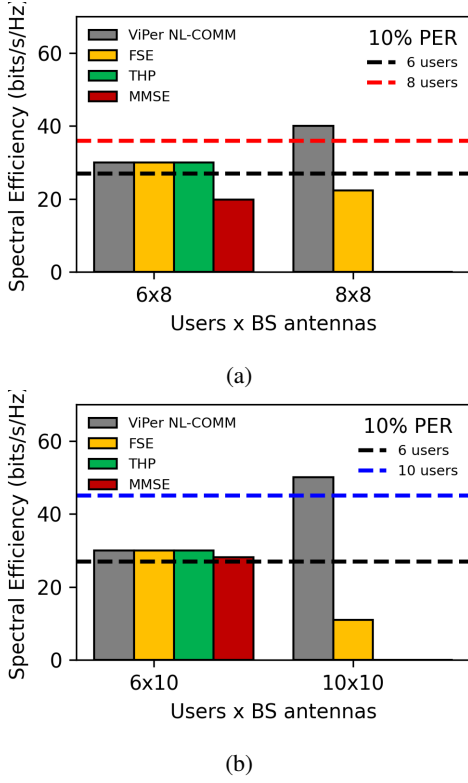 ViPer NL-COMM
FSE
THP
MMSE
10% PER
6 users
8 users
60
40
20
0
Spectral Efficiency (bits/s/Hz)
6x8
8x8
Users x BS antennas
(a)
ViPer NL-COMM
FSE
THP
MMSE
10% PER
6 users
10 users
60
40
20
0
Spectral Efficiency (bits/s/Hz)
6x10
10x10
Users x BS antennas
(b)